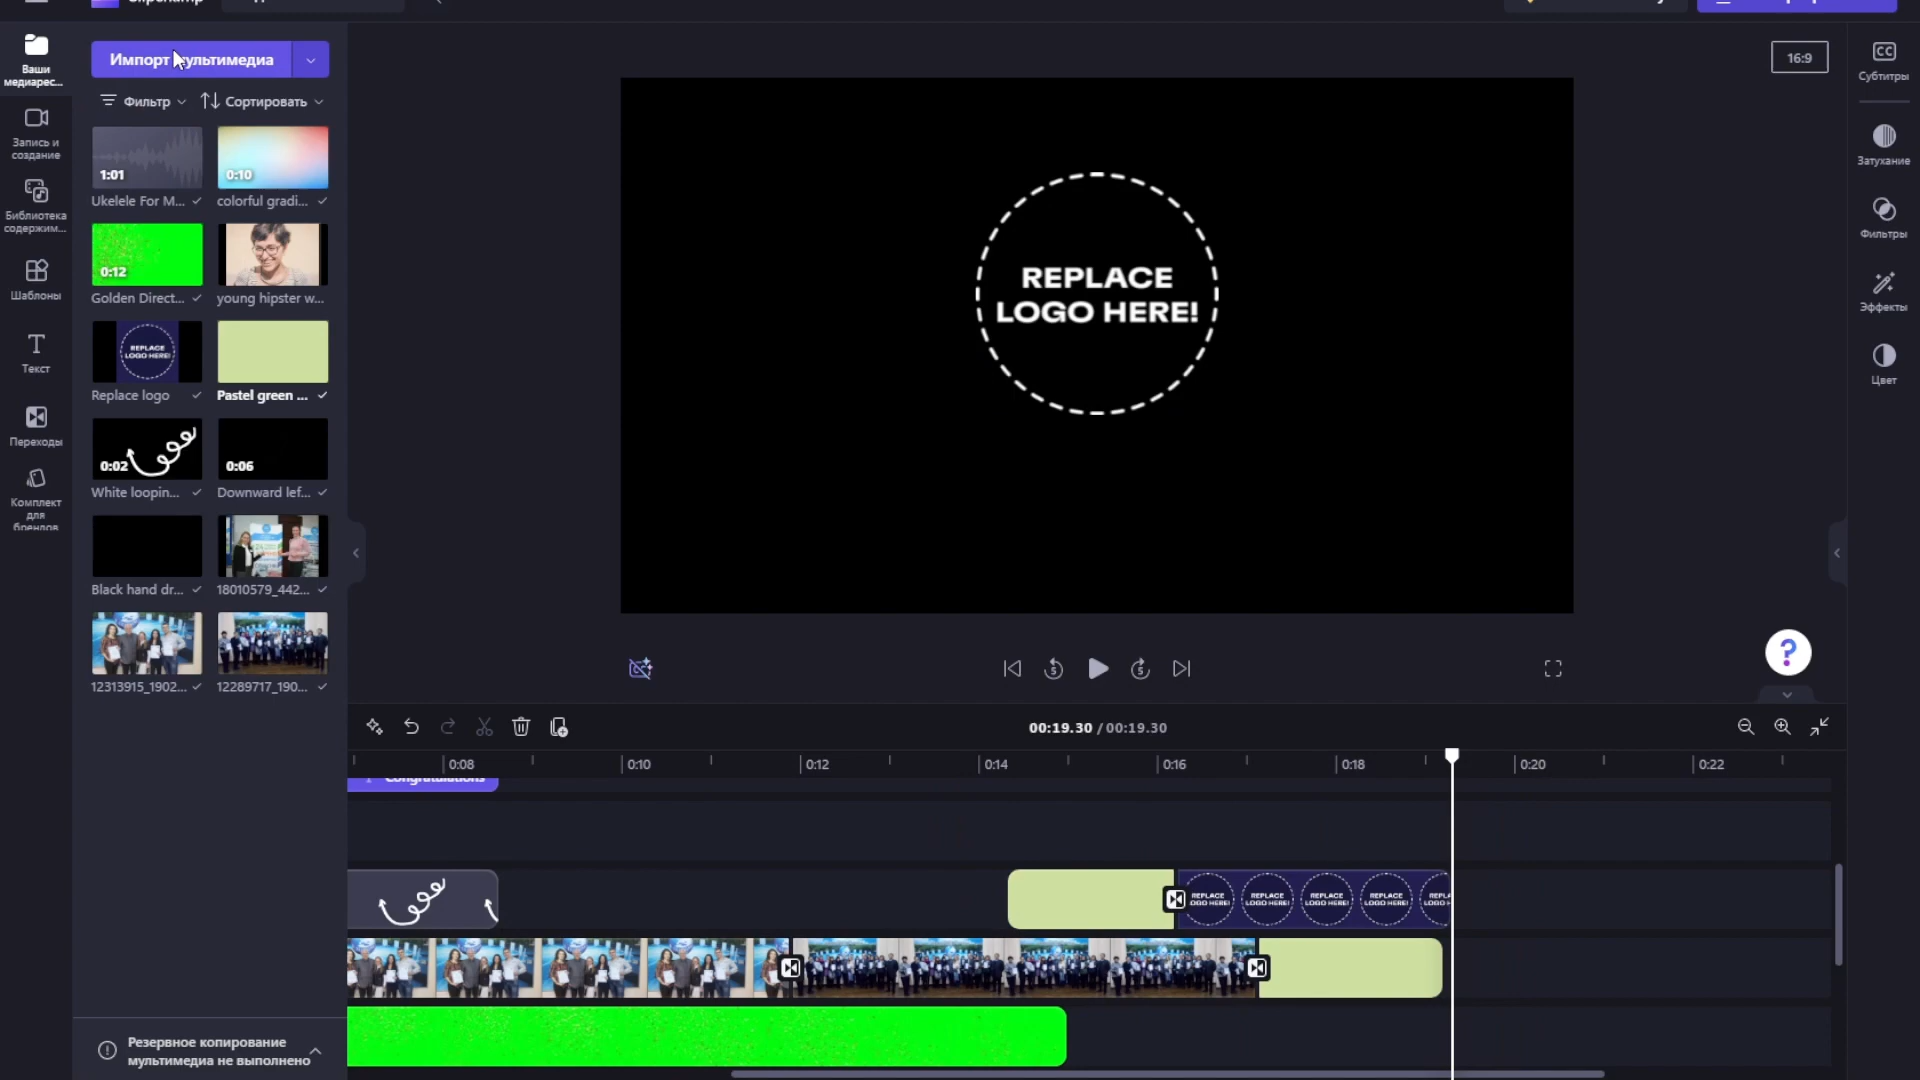 Импорт мультимедиа
16:9
Ваши
медиарес...
Субтитры
Фильтр
Сортировать
Запись и
создание
Затухание
1:01
0:10
Ukelele For M...
colorful gradi...
Библиотека
содержим...
Фильтры
0:12
Golden Direct...
young hipster w...
Шаблоны
Эффекты
REPLACE
LOGO HERE!
REPLACE
LOGO HERE!
Текст
Replace logo
Pastel green ...
Цвет
Переходы
0:02
0:06
White loopin...
Downward lef...
Комплект
для
брендов
Black hand dr...
18010579_442...
12313915_1902...
12289717_190...
5
5
?
00:19.30 / 00:19.30
0:08
0:10
0:12
0:14
0:16
0:18
0:20
0:22
Congratulations
REPLACE
LOGO HERE!
REPLACE
LOGO HERE!
REPLACE
LOGO HERE!
REPLACE
LOGO HERE!
Резервное копирование
мультимедиа не выполнено